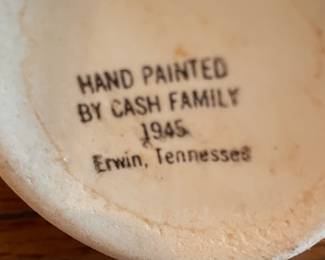 HAND PAINTED
BY CASH FAMILY
1945
Erwin, Tennessee